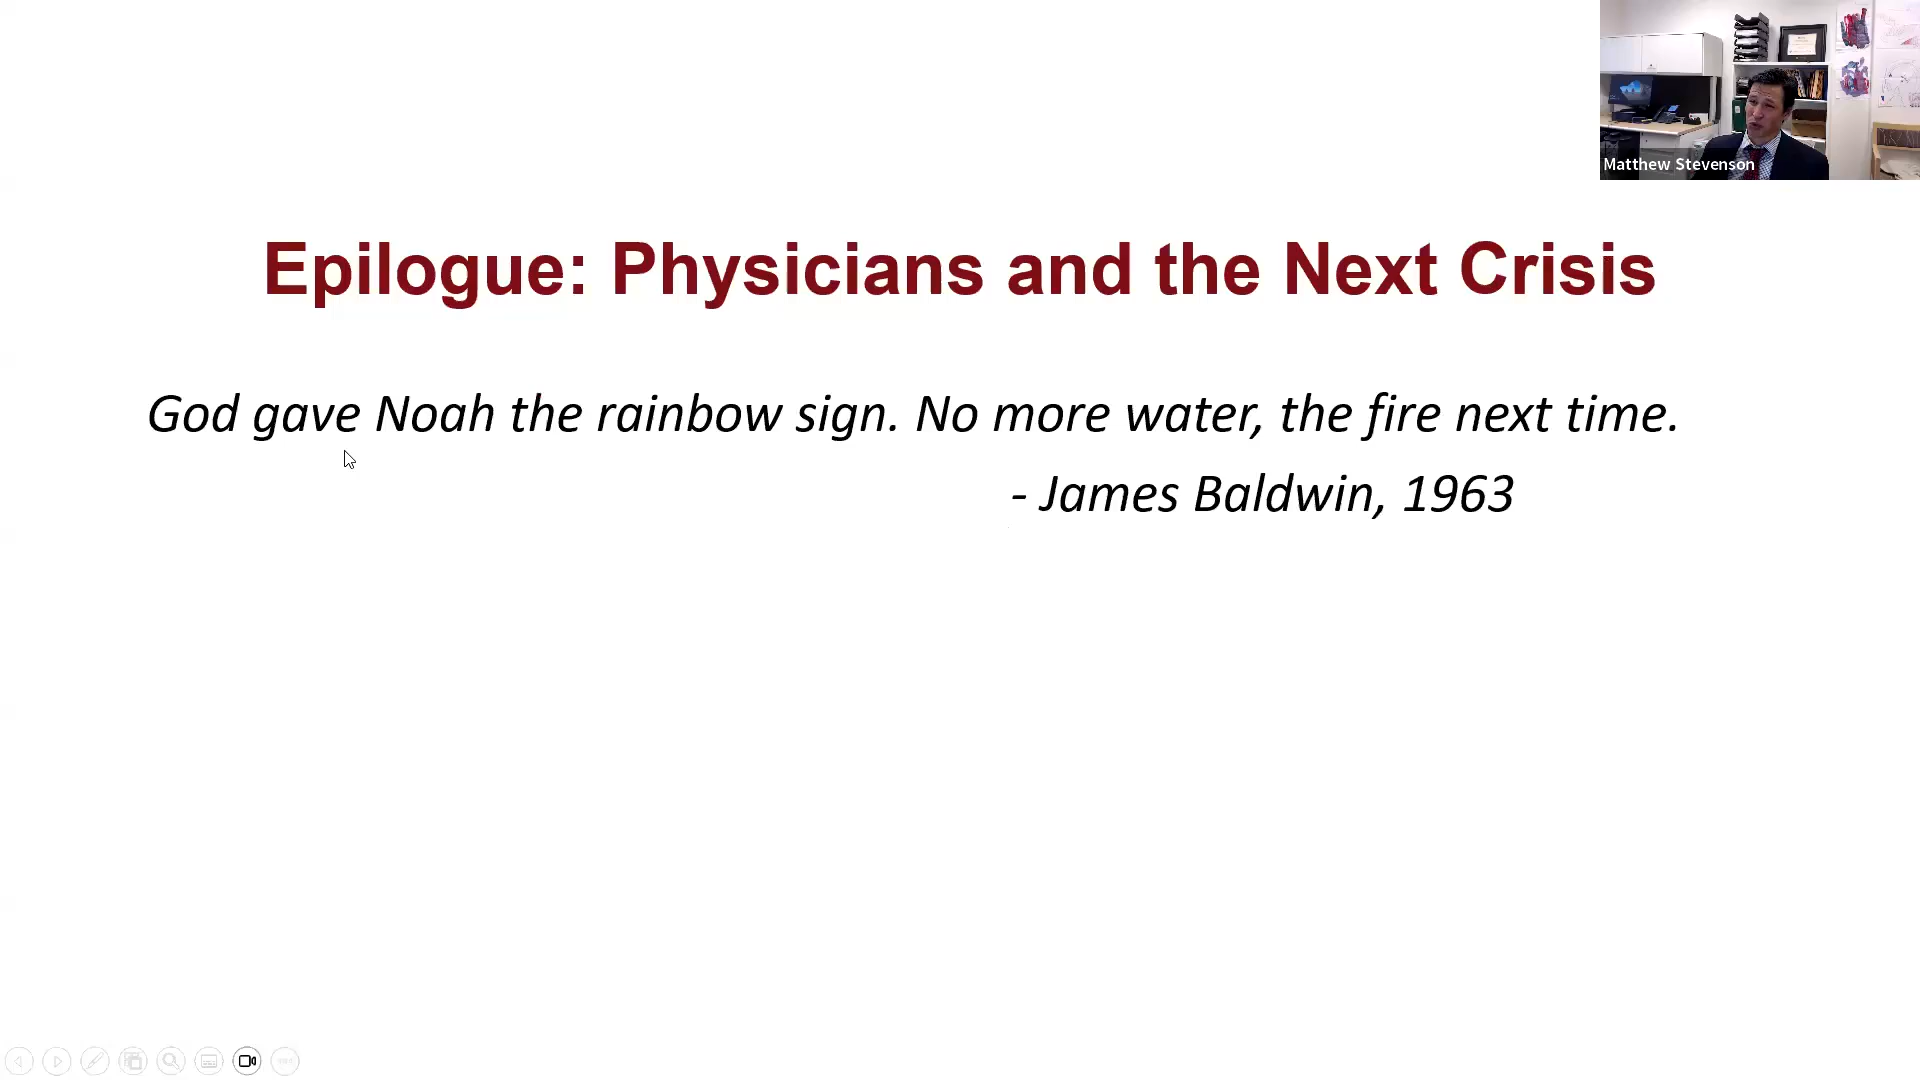 Matthew Stevenson
Epilogue: Physicians and the Next Crisis
God gave Noah the rainbow sign. No more water, the fire next time.
- James Baldwin, 1963